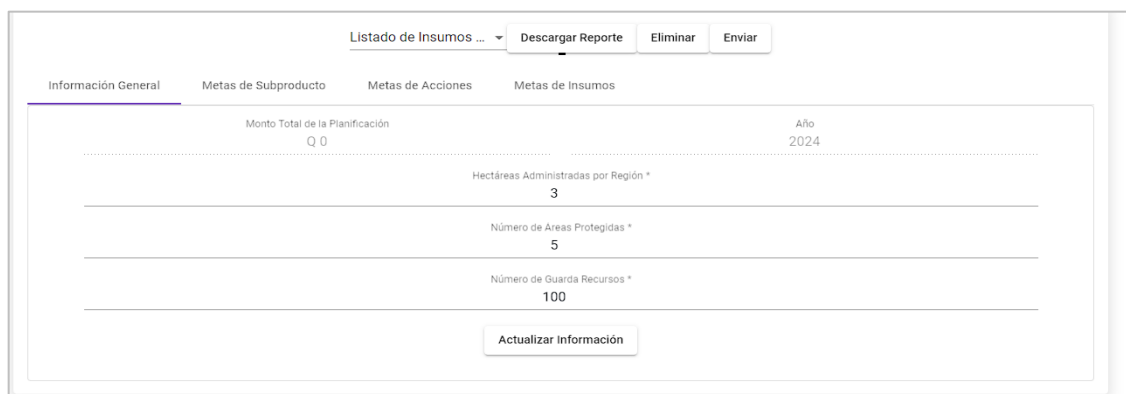 Listado de Insumos ... Descargar Reporte Eliminar Enviar
Información General Metas de Subproducto Metas de Acciones Metas de Insumos
Monto Total de la Planificación Año
Q 0 2024
Hectáreas Administradas por Región *
3
Número de Areas Protegidas *
5
Número de Guarda Recursos *
100
Actualizar Información